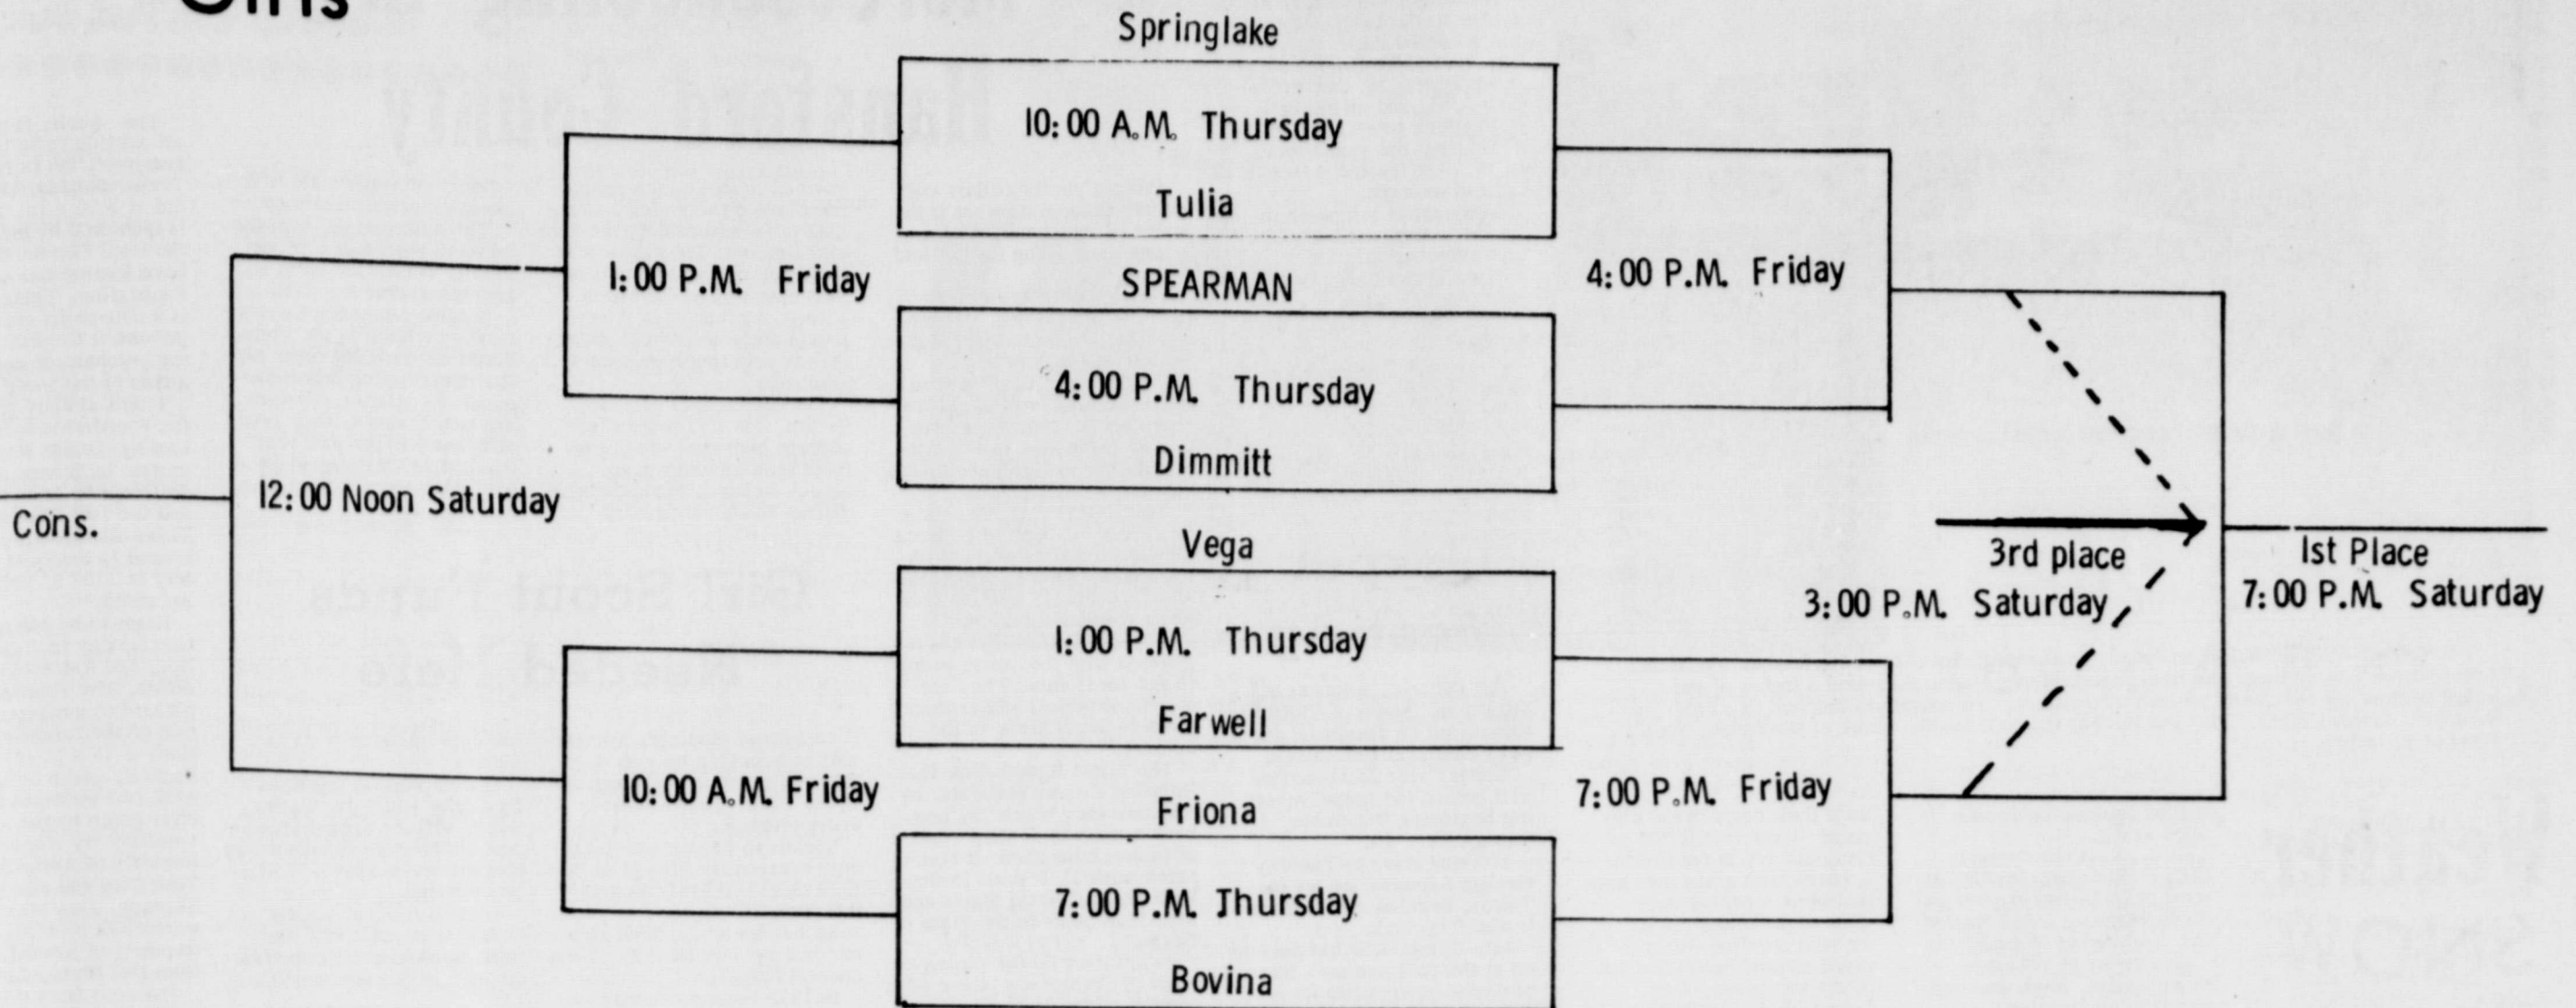 Girls
Springlake
10:00 A.M. Thursday
Tulia
1:00 P.M. Friday
SPEARMAN
4:00 P.M. Friday
4:00 P.M. Thursday
Dimmitt
12:00 Noon Saturday
Cons.
Vega
3rd place
3:00 P.M. Saturday
1st Place
7:00 P.M. Saturday
1:00 P.M. Thursday
Farwell
10:00 A.M. Friday
Friona
7:00 P.M. Friday
7:00 P.M. Thursday
Bovina